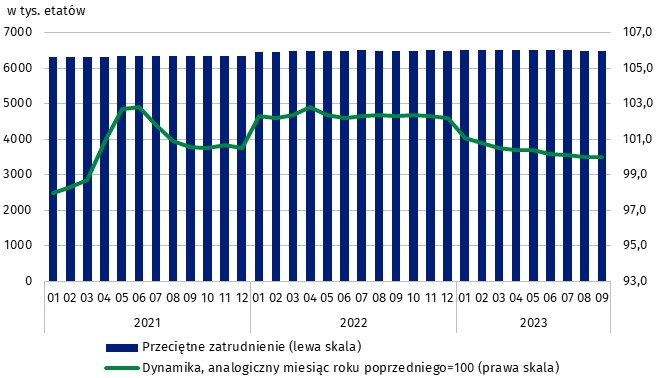 w tys. etatów
7000 107,0
6000 105,0
5000 103,0
4000 101,0
3000 99,0
2000 97,0
1000 95,0
0 93,0
01 02 03 04 05 06 07 08 09 10 11 12 01 02 03 04 05 06 07 08 09 10 11 12 01 02 03 04 05 06 07 08 09
2021 2022 2023
Przeciętne zatrudnienie (lewa skala)
Dynamika, analogiczny miesiąc roku poprzedniego=100 (prawa skala)